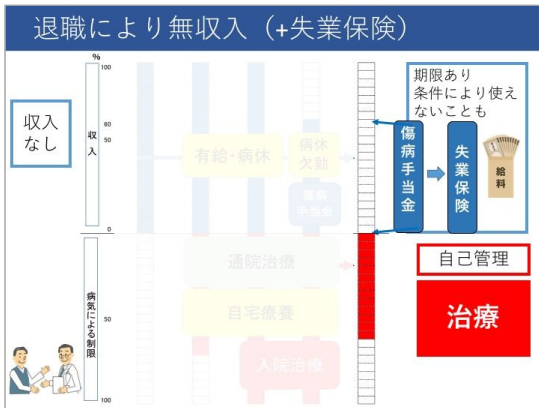 退職により無収入（+失業保険）
%
100
60
50
収入
0
50
病気による制限
100
収入
なし
有給・病休
病休
欠勤
傷病
手当金
通院治療
自宅療養
入院治療
期限あり
条件により使え
ないことも
傷病手当金
失業保険
給料
自己管理
治療